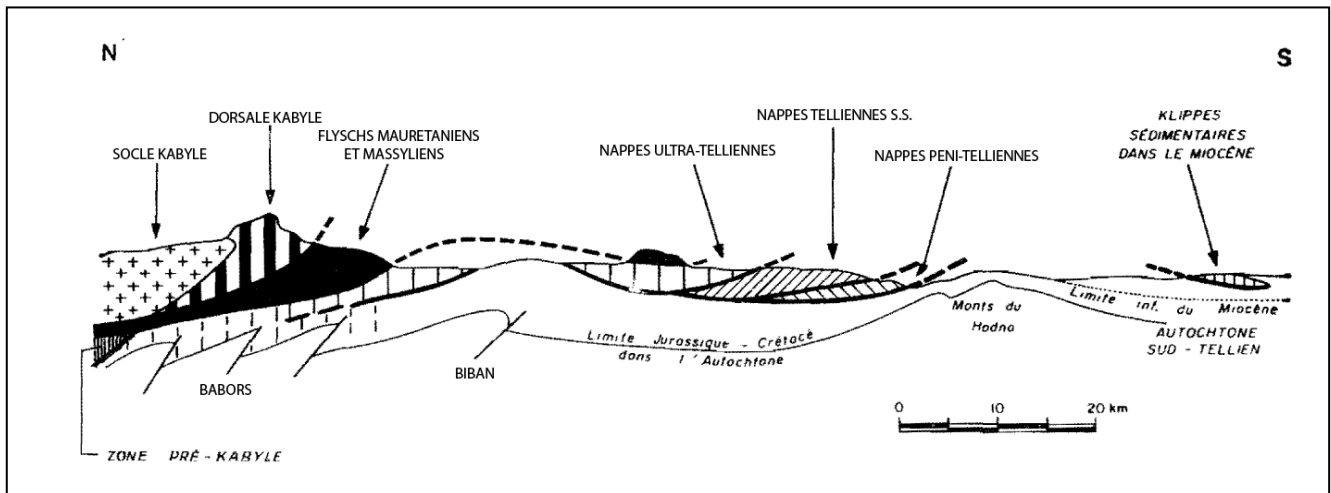 N
S
DORSALE KABYLE
SOCLE KABYLE
FLYSCHS MAURETANIENS
ET MASSYLIENS
NAPPES ULTRA-TELLIENNES
NAPPES TELLIENNES S.S.
NAPPES PENI-TELLIENNES
KLIPPES
SÉDIMENTAIRES
DANS LE MIOCÈNE
BABORS
BIBAN
Limite Jurassique - Crétacé
dans l'Autochtone
Monts du
Hodna
Limite inf. du Miocène
AUTOCHTONE
SUD - TELLIEN
ZONE PRÉ - KABYLE
0 10 20 km